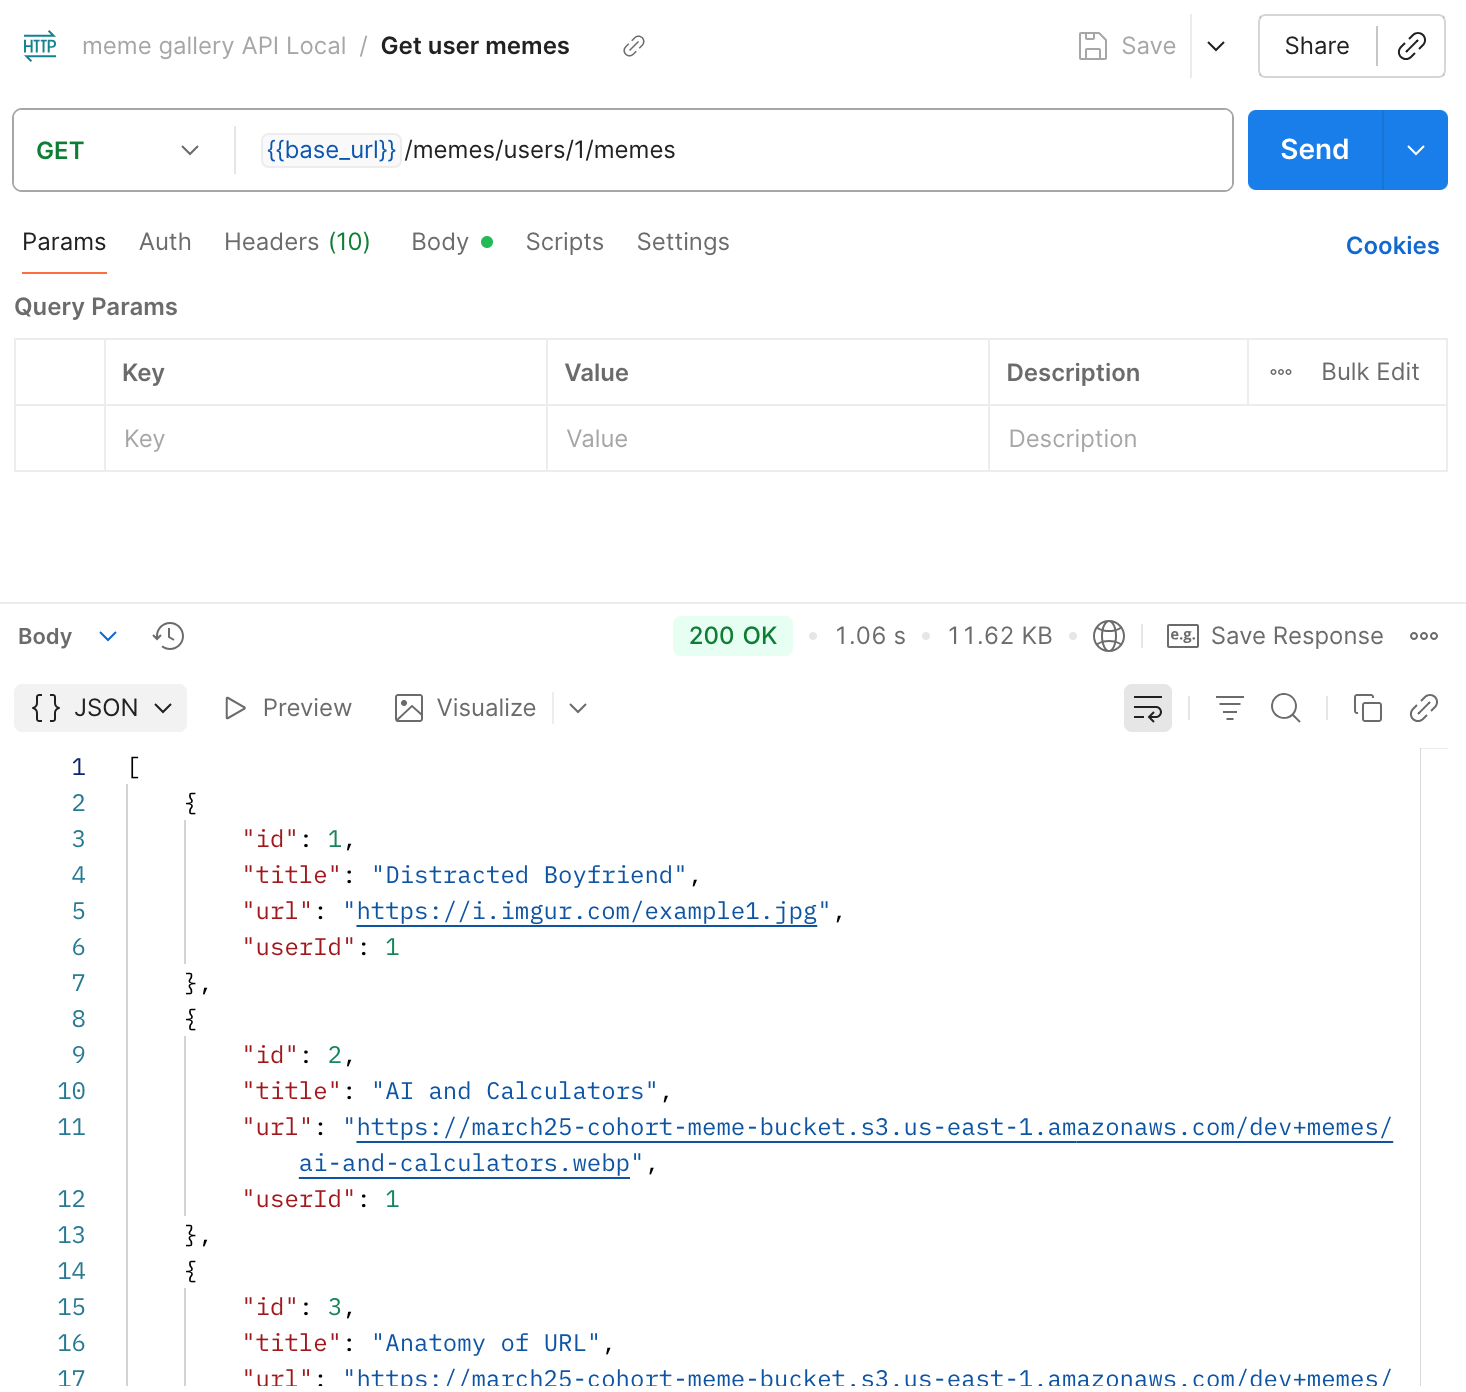 HTTP meme gallery API Local / Get user memes Save Share
GET {{base_url}}/memes/users/1/memes Send
Params Auth Headers (10) Body Scripts Settings Cookies
Query Params
Key Value Description Bulk Edit
Key Value Description
Body 200 OK 1.06 s 11.62 KB e.g. Save Response
{} JSON Preview Visualize
1 [
2 {
3 "id": 1,
4 "title": "Distracted Boyfriend",
5 "url": "https://i.imgur.com/example1.jpg",
6 "userId": 1
7 },
8 {
9 "id": 2,
10 "title": "AI and Calculators",
11 "url": "https://march25-cohort-meme-bucket.s3.us-east-1.amazonaws.com/dev+memes/
ai-and-calculators.webp",
12 "userId": 1
13 },
14 {
15 "id": 3,
16 "title": "Anatomy of URL",
17 "url": "https://march25-cohort-meme-bucket.s3.us-east-1.amazonaws.com/dev+memes/